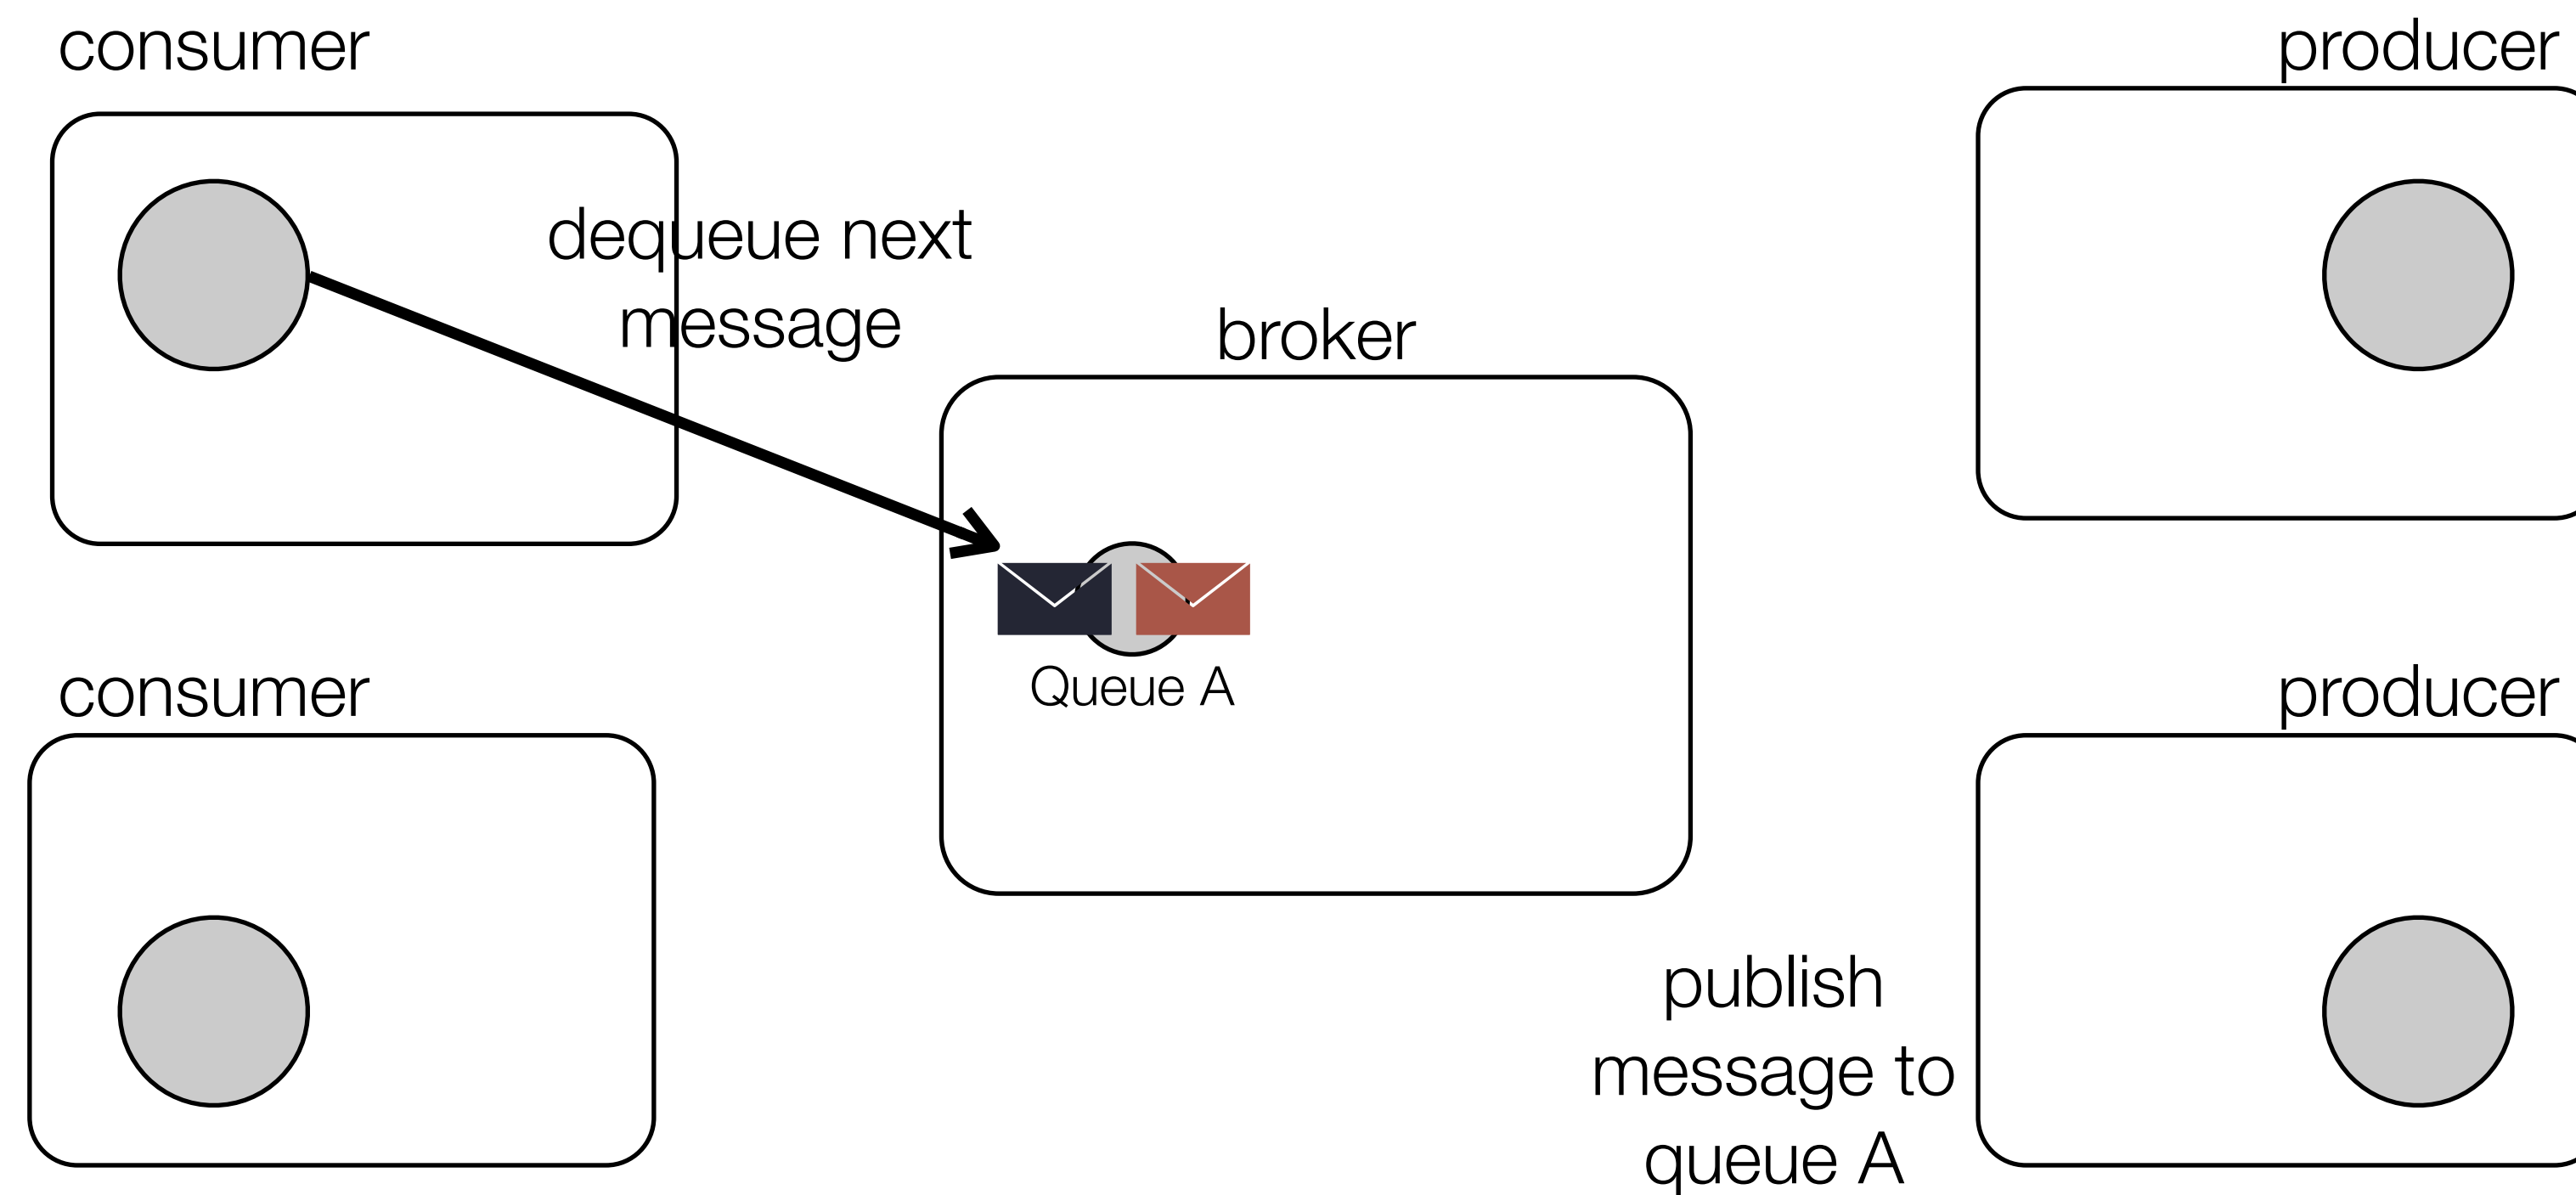 consumer
producer
dequeue next
message
broker
Queue A
consumer
producer
publish
message to
queue A